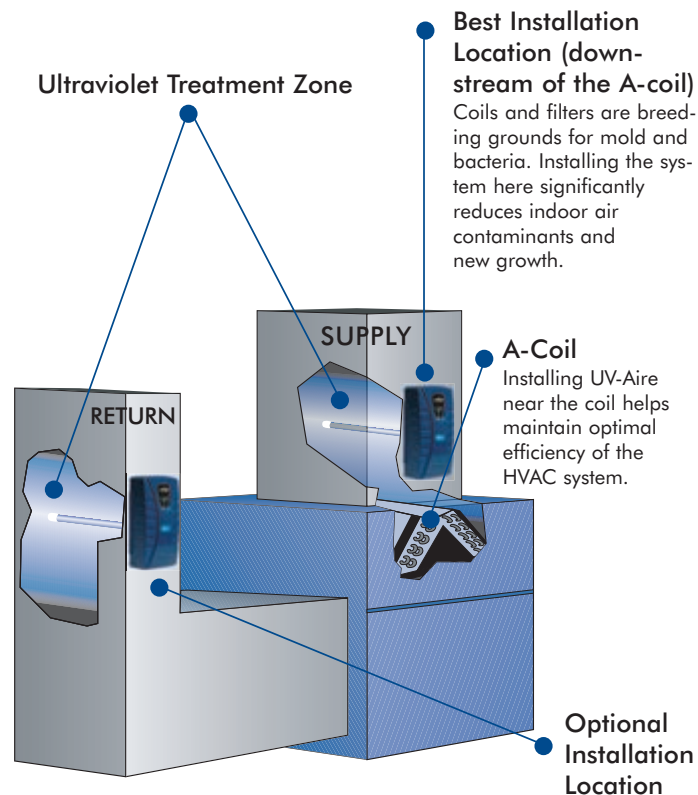 Ultraviolet Treatment Zone
Best Installation
Location (down-
stream of the A-coil)
Coils and filters are breed-
ing grounds for mold and
bacteria. Installing the sys-
tem here significantly
reduces indoor air
contaminants and
new growth.
SUPPLY
RETURN
A-Coil
Installing UV-Aire
near the coil helps
maintain optimal
efficiency of the
HVAC system.
Optional
Installation
Location